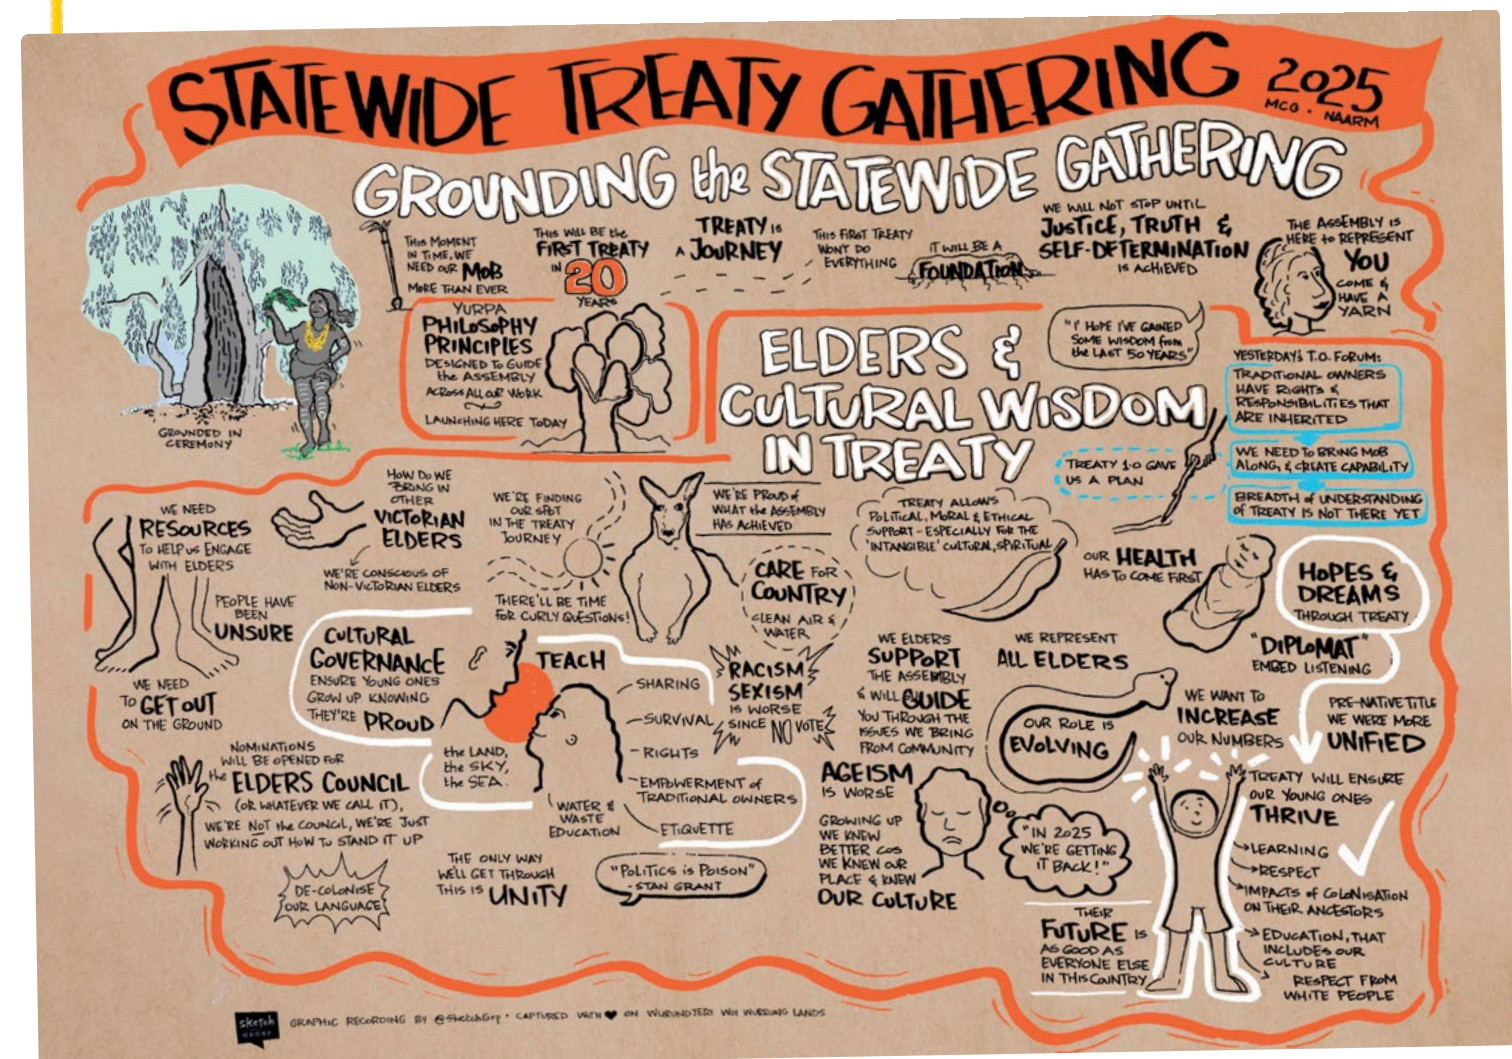 STATEWIDE TREATY GATHERING 2025
MCG · NAARM
GROUNDING the STATEWIDE GATHERING
THIS MOMENT
IN TIME, WE
NEED OUR MOB
MORE THAN EVER
THIS WILL BE the
FIRST TREATY
IN 20
YEARS
TREATY IS
A JOURNEY
THIS FIRST TREATY
WON'T DO
EVERYTHING
IT WILL BE A
FOUNDATION
WE WILL NOT STOP UNTIL
JUSTICE, TRUTH &
SELF-DETERMINATION
IS ACHIEVED
THE ASSEMBLY IS
HERE to REPRESENT
YOU
COME &
HAVE A
YARN
GROUNDED IN
CEREMONY
YURPA
PHILOSOPHY
PRINCIPLES
DESIGNED to GUIDE
the ASSEMBLY
ACROSS ALL OUR WORK
LAUNCHING HERE TODAY
ELDERS &
CULTURAL WISDOM
IN TREATY
"I HOPE I'VE GAINED
SOME WISDOM from
the LAST 50 YEARS"
YESTERDAY'S T.O. FORUM:
TRADITIONAL OWNERS
HAVE RIGHTS &
RESPONSIBILITIES THAT
ARE INHERITED
WE NEED to BRING MOB
ALONG, & CREATE CAPABILITY
BREADTH of UNDERSTANDING
of TREATY IS NOT THERE YET
TREATY 1.0 GAVE
US A PLAN
WE NEED
RESOURCES
TO HELP US ENGAGE
WITH ELDERS
PEOPLE HAVE
BEEN
UNSURE
WE NEED
TO GET OUT
ON THE GROUND
HOW DO WE
BRING IN
OTHER
VICTORIAN
ELDERS
WE'RE CONSCIOUS OF
NON-VICTORIAN ELDERS
WE'RE FINDING
OUR SPOT
IN THE TREATY
JOURNEY
THERE'LL BE TIME
FOR CURLY QUESTIONS!
WE'RE PROUD of
WHAT the ASSEMBLY
HAS ACHIEVED
CARE FOR
COUNTRY
CLEAN AIR &
WATER
TREATY ALLOWS
POLITICAL, MORAL & ETHICAL
SUPPORT - ESPECIALLY FOR THE
'INTANGIBLE' CULTURAL, SPIRITUAL
OUR HEALTH
HAS TO COME FIRST
HOPES &
DREAMS
THROUGH TREATY
"DIPLOMAT"
EMBED LISTENING
CULTURAL
GOVERNANCE
ENSURE YOUNG ONES
GROW UP KNOWING
THEY'RE PROUD
the LAND,
the SKY,
the SEA.
TEACH
SHARING
SURVIVAL
RIGHTS
EMPOWERMENT of
TRADITIONAL OWNERS
ETIQUETTE
WATER &
WASTE
EDUCATION
RACISM
SEXISM
IS WORSE
SINCE NO VOTE
WE ELDERS
SUPPORT
THE ASSEMBLY
& WILL GUIDE
YOU THROUGH THE
ISSUES WE BRING
FROM COMMUNITY
WE REPRESENT
ALL ELDERS
OUR ROLE IS
EVOLVING
WE WANT TO
INCREASE
OUR NUMBERS
PRE-NATIVE TITLE
WE WERE MORE
UNIFIED
NOMINATIONS
WILL BE OPENED FOR
the ELDERS COUNCIL
(OR WHATEVER WE CALL IT),
WE'RE NOT the COUNCIL, WE'RE JUST
WORKING OUT HOW to STAND IT UP
DE-COLONISE
OUR LANGUAGE
THE ONLY WAY
WE'LL GET THROUGH
THIS IS UNITY
"POLITICS IS POISON"
- STAN GRANT
AGEISM
IS WORSE
GROWING UP
WE KNEW
BETTER COS
WE KNEW OUR
PLACE & KNEW
OUR CULTURE
"IN 2025
WE'RE GETTING
IT BACK!"
THEIR
FUTURE IS
AS GOOD AS
EVERYONE ELSE
IN THIS COUNTRY
TREATY WILL ENSURE
OUR YOUNG ONES
THRIVE
LEARNING
RESPECT
IMPACTS of COLONISATION
ON THEIR ANCESTORS
EDUCATION, THAT
INCLUDES OUR
CULTURE
RESPECT FROM
WHITE PEOPLE
sketch
GROUP
GRAPHIC RECORDING BY @SketchGrp · CAPTURED WITH ♥ ON WURUNDJERI WOI WURRUNG LANDS